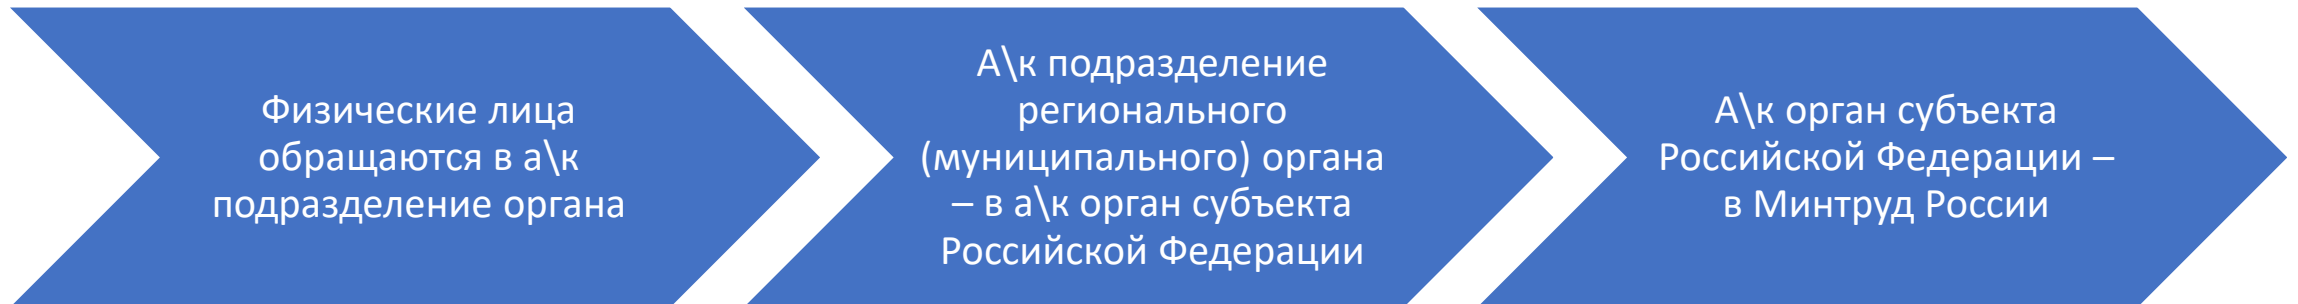 Физические лица
обращаются в а\к
подразделение органа
А\к подразделение
регионального
(муниципального) органа
– в а\к орган субъекта
Российской Федерации
А\к орган субъекта
Российской Федерации –
в Минтруд России